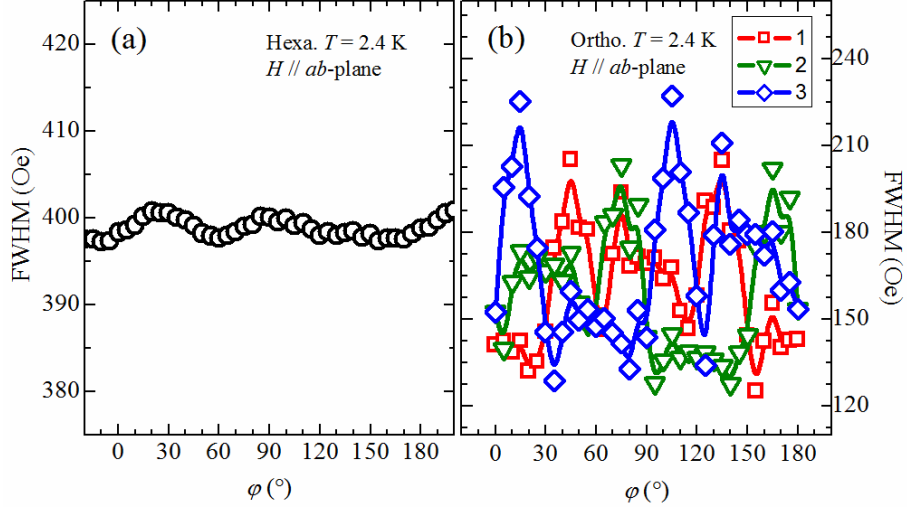 (a)
Hexa. T = 2.4 K
H // ab-plane
FWHM (Oe)
420
410
400
390
380
0 30 60 90 120 150 180
φ (°)
(b)
Ortho. T = 2.4 K
H // ab-plane
1
2
3
240
210
180
150
120
FWHM (Oe)
0 30 60 90 120 150 180
φ (°)